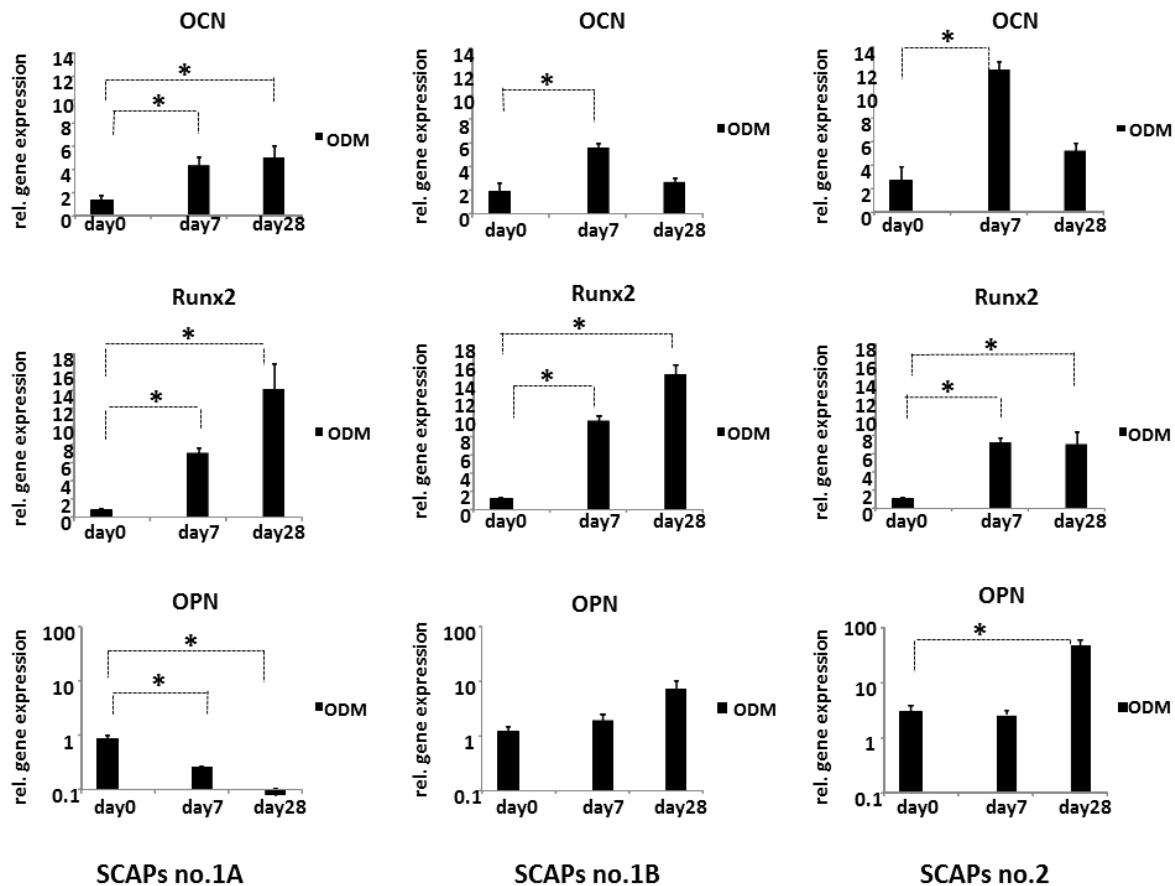 OCN
rel. gene expression
14
12
10
8
6
4
2
0
*
*
day0 day7 day28
ODM
OCN
rel. gene expression
14
12
10
8
6
4
2
0
*
day0 day7 day28
ODM
OCN
rel. gene expression
14
12
10
8
6
4
2
0
*
day0 day7 day28
ODM
Runx2
rel. gene expression
18
16
14
12
10
8
6
4
2
0
*
*
day0 day7 day28
ODM
Runx2
rel. gene expression
18
16
14
12
10
8
6
4
2
0
*
*
day0 day7 day28
ODM
Runx2
rel. gene expression
18
16
14
12
10
8
6
4
2
0
*
*
day0 day7 day28
ODM
OPN
rel. gene expression
100
10
1
0.1
*
*
day0 day7 day28
ODM
OPN
rel. gene expression
100
10
1
0.1
day0 day7 day28
ODM
OPN
rel. gene expression
100
10
1
0.1
*
day0 day7 day28
ODM
SCAPs no.1A
SCAPs no.1B
SCAPs no.2